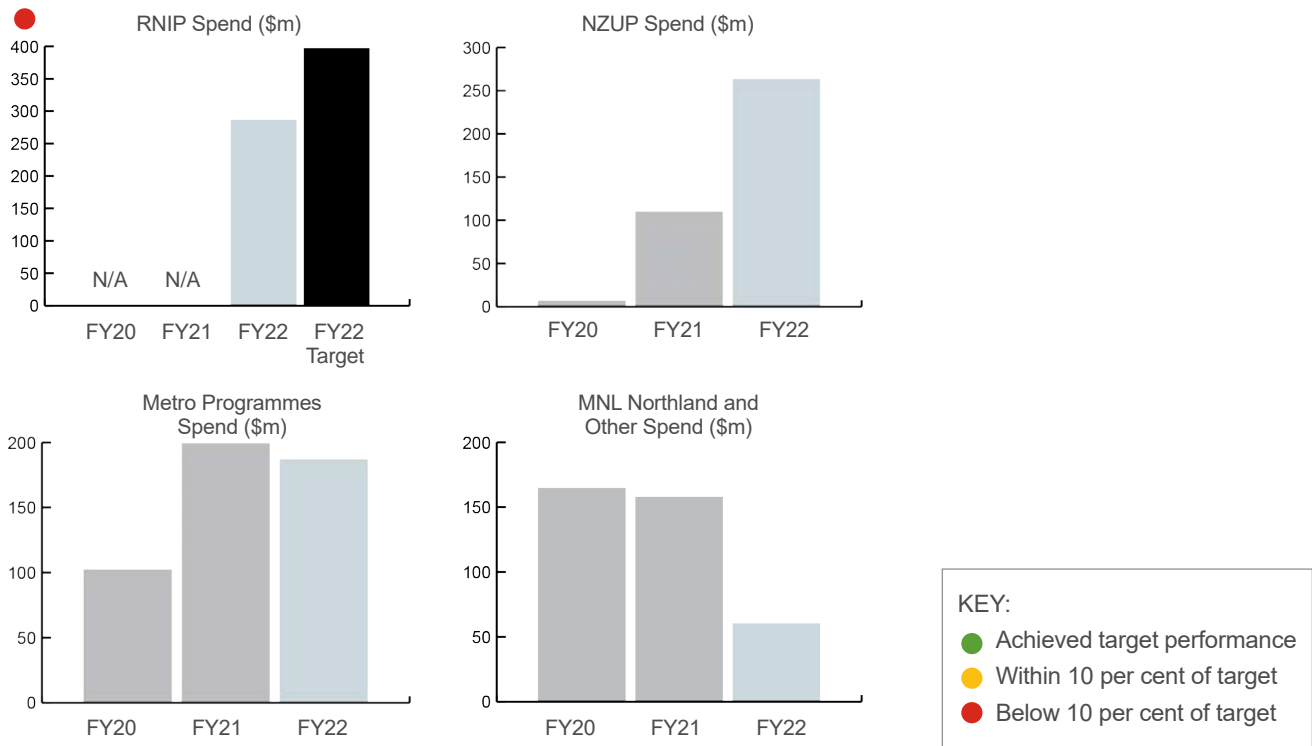 RNIP Spend ($m)
400
350
300
250
200
150
100
50
0
N/A
N/A
FY20
FY21
FY22
FY22
Target
NZUP Spend ($m)
300
250
200
150
100
50
0
FY20
FY21
FY22
Metro Programmes
Spend ($m)
200
150
100
50
0
FY20
FY21
FY22
MNL Northland and
Other Spend ($m)
200
150
100
50
0
FY20
FY21
FY22
KEY:
Achieved target performance
Within 10 per cent of target
Below 10 per cent of target